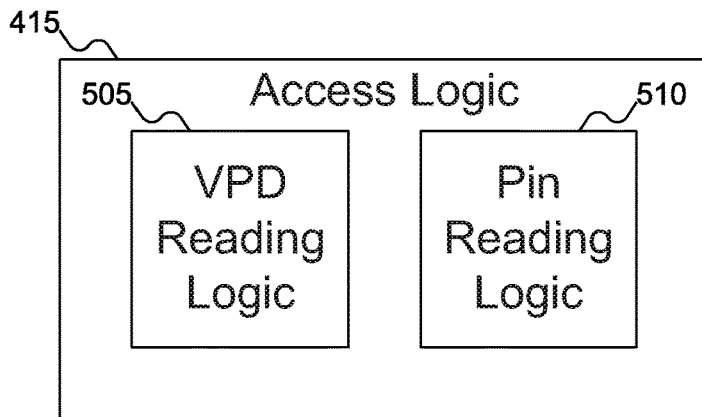 415
Access Logic
505
510
VPD
Reading
Logic
Pin
Reading
Logic